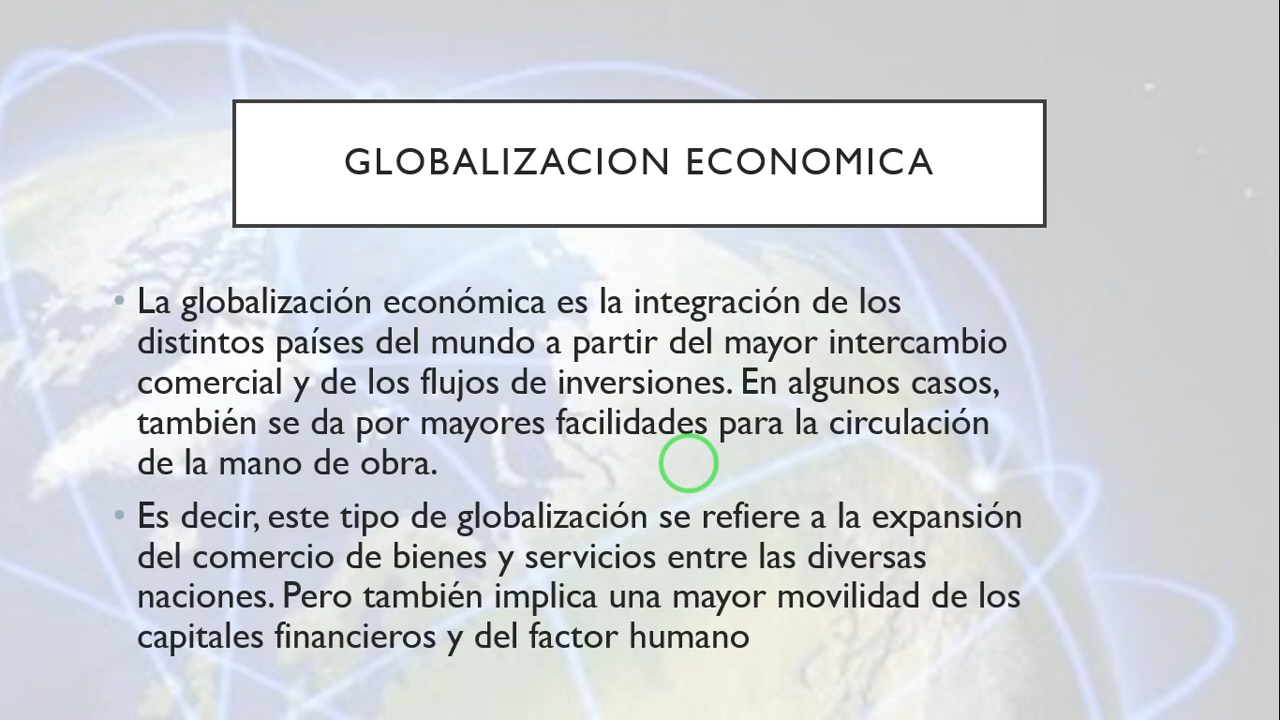 GLOBALIZACION ECONOMICA
• La globalización económica es la integración de los
distintos países del mundo a partir del mayor intercambio
comercial y de los flujos de inversiones. En algunos casos,
también se da por mayores facilidades para la circulación
de la mano de obra.
• Es decir, este tipo de globalización se refiere a la expansión
del comercio de bienes y servicios entre las diversas
naciones. Pero también implica una mayor movilidad de los
capitales financieros y del factor humano